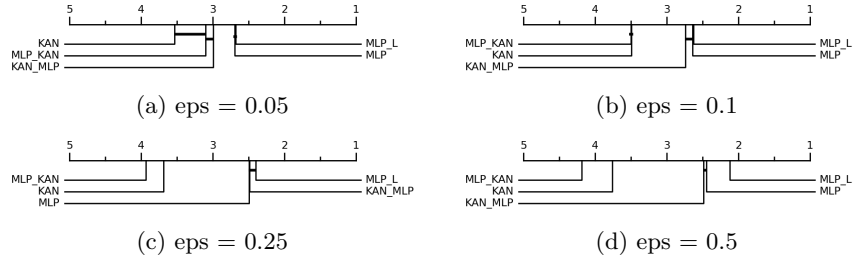 5 4 3 2 1
KAN MLP_L
MLP_KAN MLP
KAN_MLP
(a) eps = 0.05
5 4 3 2 1
MLP_KAN MLP_L
KAN MLP
KAN_MLP
(b) eps = 0.1
5 4 3 2 1
MLP_KAN MLP_L
KAN KAN_MLP
MLP
(c) eps = 0.25
5 4 3 2 1
MLP_KAN MLP_L
KAN MLP
KAN_MLP
(d) eps = 0.5